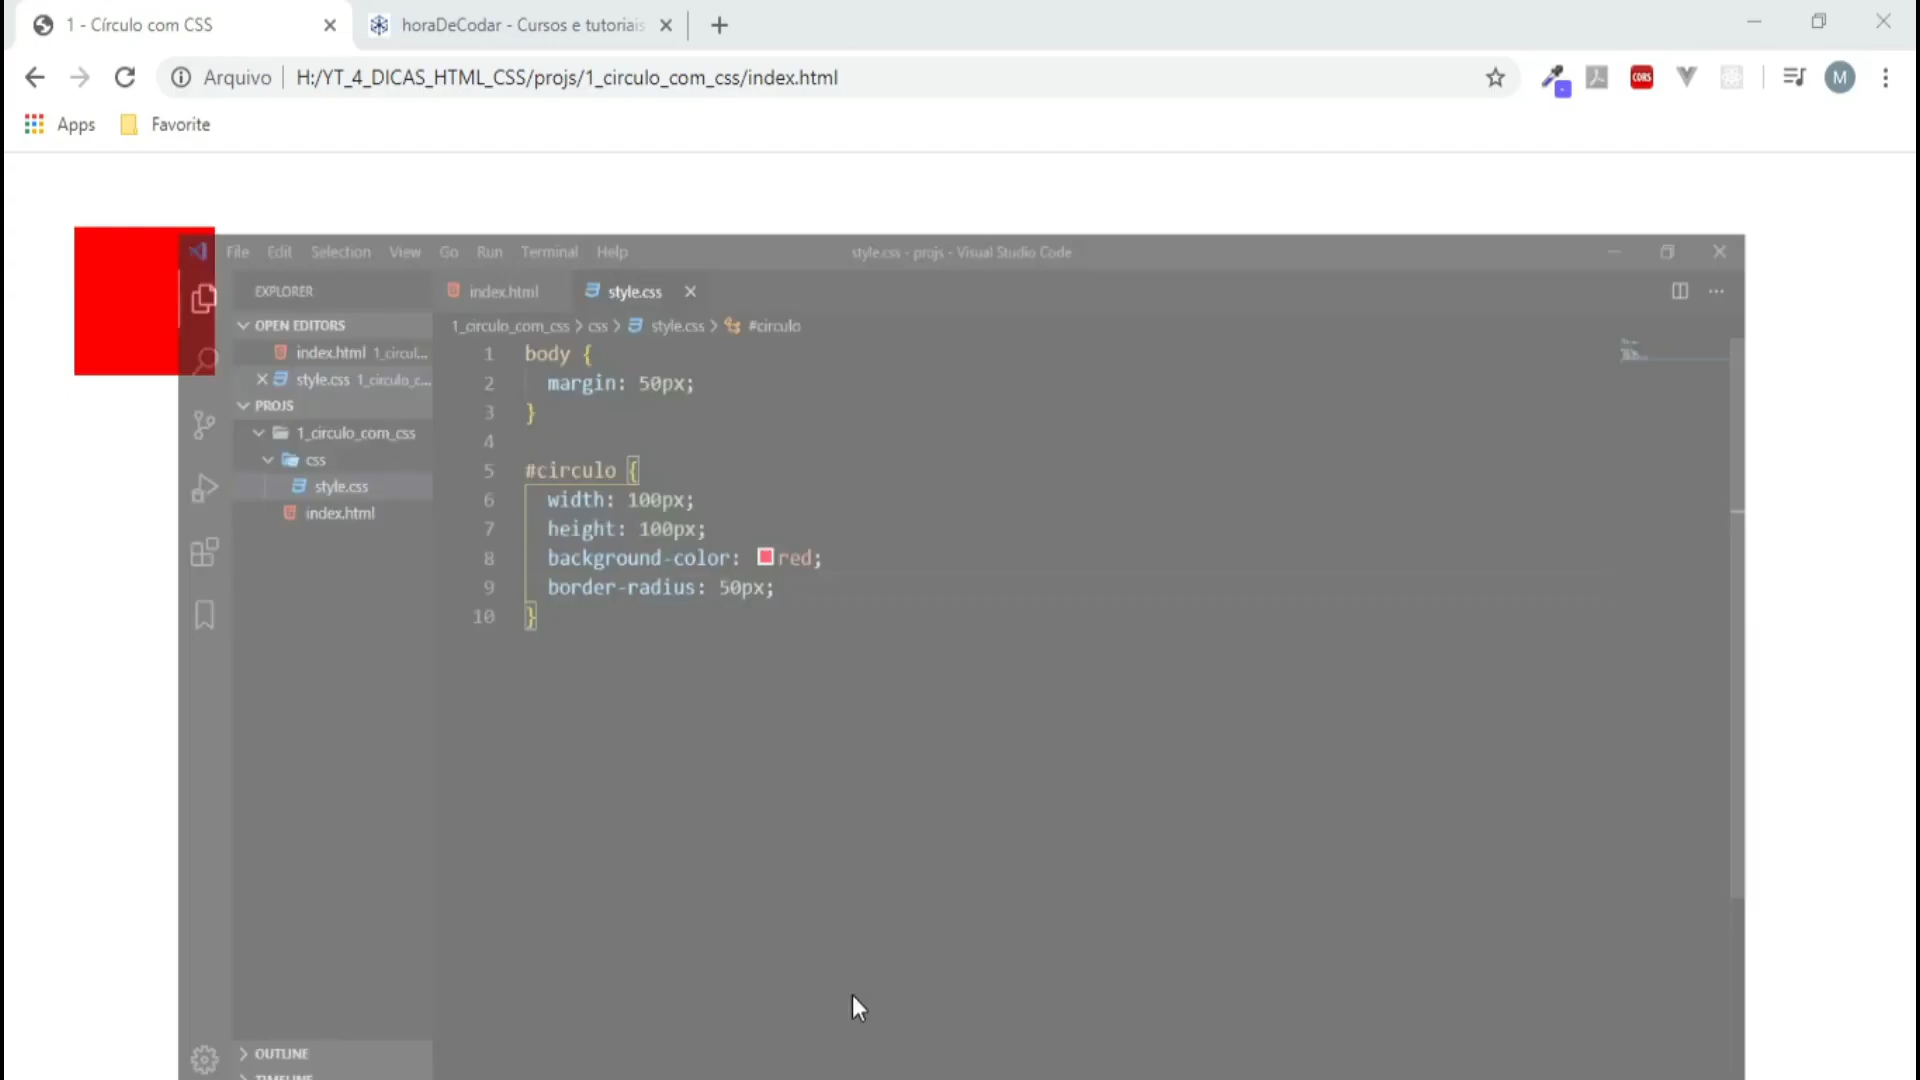 1 - Círculo com CSS
horaDeCodar - Cursos e tutoriais
Arquivo
H:/YT_4_DICAS_HTML_CSS/projs/1_circulo_com_css/index.html
CORS
M
Apps
Favorite
File Edit Selection View Go Run Terminal Help
style.css - projs - Visual Studio Code
EXPLORER
index.html
style.css
OPEN EDITORS
1_circulo_com_css > css > style.css > #circulo
index.html 1_circul...
style.css 1_circulo_c...
PROJS
1_circulo_com_css
css
style.css
index.html
1 body {
2 margin: 50px;
3 }
4
5 #circulo {
6 width: 100px;
7 height: 100px;
8 background-color: red;
9 border-radius: 50px;
10 }
OUTLINE
TIMELINE